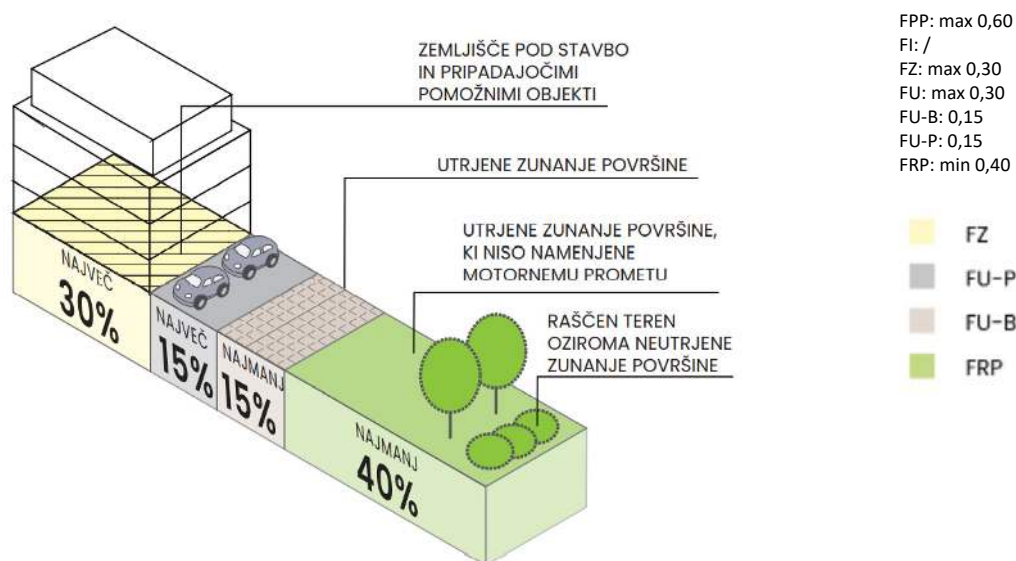 ZEMLJIŠČE POD STAVBO
IN PRIPADAJOČIMI
POMOŽNIMI OBJEKTI
UTRJENE ZUNANJE POVRŠINE
UTRJENE ZUNANJE POVRŠINE,
KI NISO NAMENJENE
MOTORNEMU PROMETU
RAŠČEN TEREN
OZIROMA NEUTRJENE
ZUNANJE POVRŠINE
NAJVEČ
30%
NAJVEČ
15%
NAJMANJ
15%
NAJMANJ
40%
FPP: max 0,60
FI: /
FZ: max 0,30
FU: max 0,30
FU-B: 0,15
FU-P: 0,15
FRP: min 0,40
FZ
FU-P
FU-B
FRP